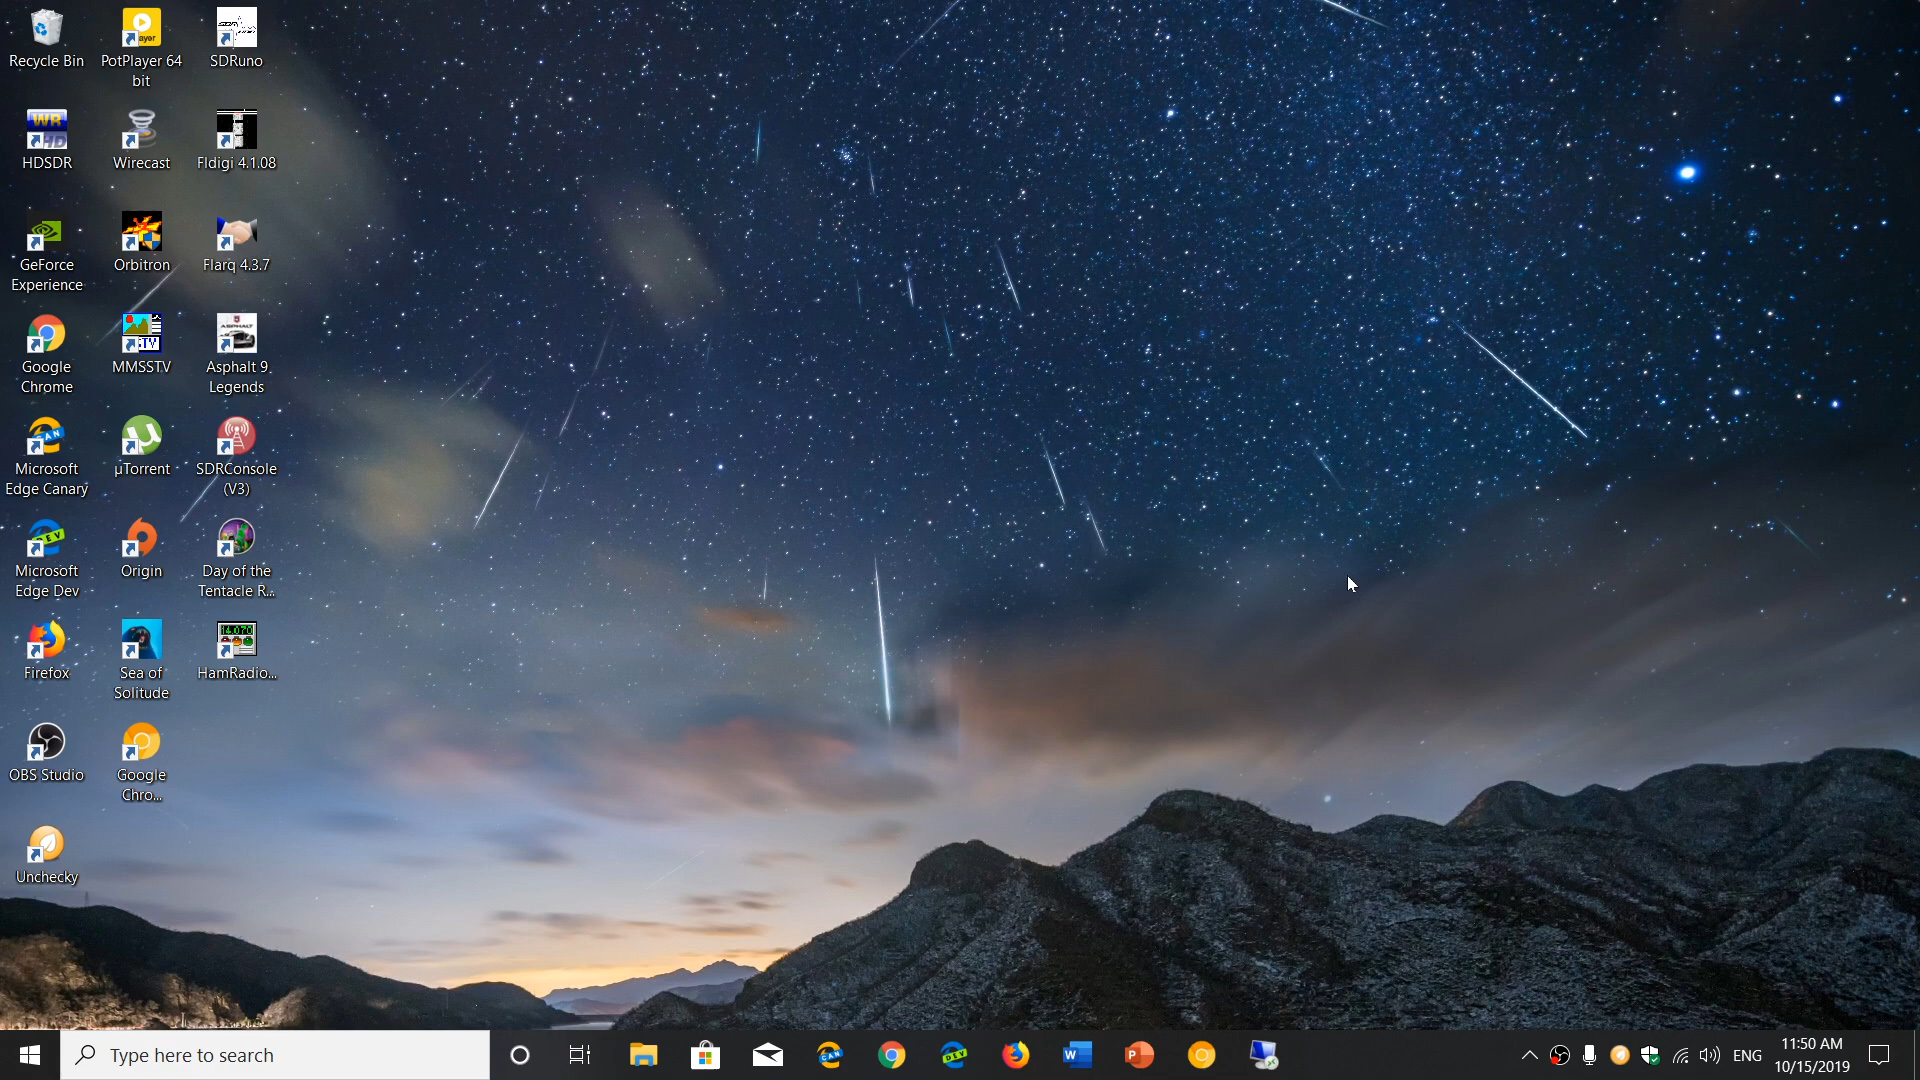 Recycle Bin
PotPlayer 64
bit
SDRuno
HDSDR
Wirecast
Fldigi 4.1.08
GeForce
Experience
Orbitron
Flarq 4.3.7
Google
Chrome
MMSSTV
Asphalt 9
Legends
Microsoft
Edge Canary
µTorrent
SDRConsole
(V3)
Microsoft
Edge Dev
Origin
Day of the
Tentacle R...
Firefox
Sea of
Solitude
HamRadio...
OBS Studio
Google
Chro...
Unchecky
Type here to search
ENG
11:50 AM
10/15/2019